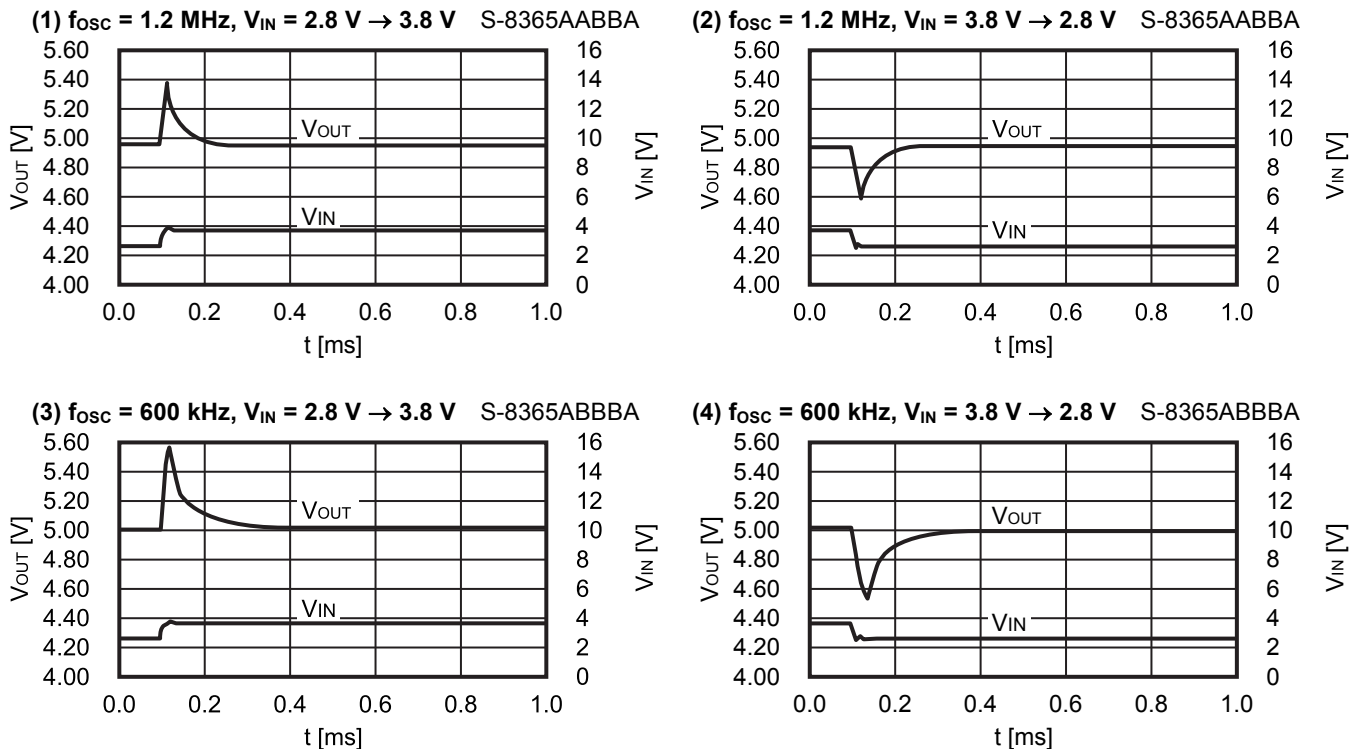 (1) fOSC = 1.2 MHz, VIN = 2.8 V → 3.8 V S-8365AABBA
5.60
5.40
5.20
5.00
4.80
4.60
4.40
4.20
4.00
VOUT [V]
VOUT
VIN
16
14
12
10
8
6
4
2
0
VIN [V]
0.0 0.2 0.4 0.6 0.8 1.0
t [ms]
(2) fOSC = 1.2 MHz, VIN = 3.8 V → 2.8 V S-8365AABBA
5.60
5.40
5.20
5.00
4.80
4.60
4.40
4.20
4.00
VOUT [V]
VOUT
VIN
16
14
12
10
8
6
4
2
0
VIN [V]
0.0 0.2 0.4 0.6 0.8 1.0
t [ms]
(3) fOSC = 600 kHz, VIN = 2.8 V → 3.8 V S-8365ABBBA
5.60
5.40
5.20
5.00
4.80
4.60
4.40
4.20
4.00
VOUT [V]
VOUT
VIN
16
14
12
10
8
6
4
2
0
VIN [V]
0.0 0.2 0.4 0.6 0.8 1.0
t [ms]
(4) fOSC = 600 kHz, VIN = 3.8 V → 2.8 V S-8365ABBBA
5.60
5.40
5.20
5.00
4.80
4.60
4.40
4.20
4.00
VOUT [V]
VOUT
VIN
16
14
12
10
8
6
4
2
0
VIN [V]
0.0 0.2 0.4 0.6 0.8 1.0
t [ms]